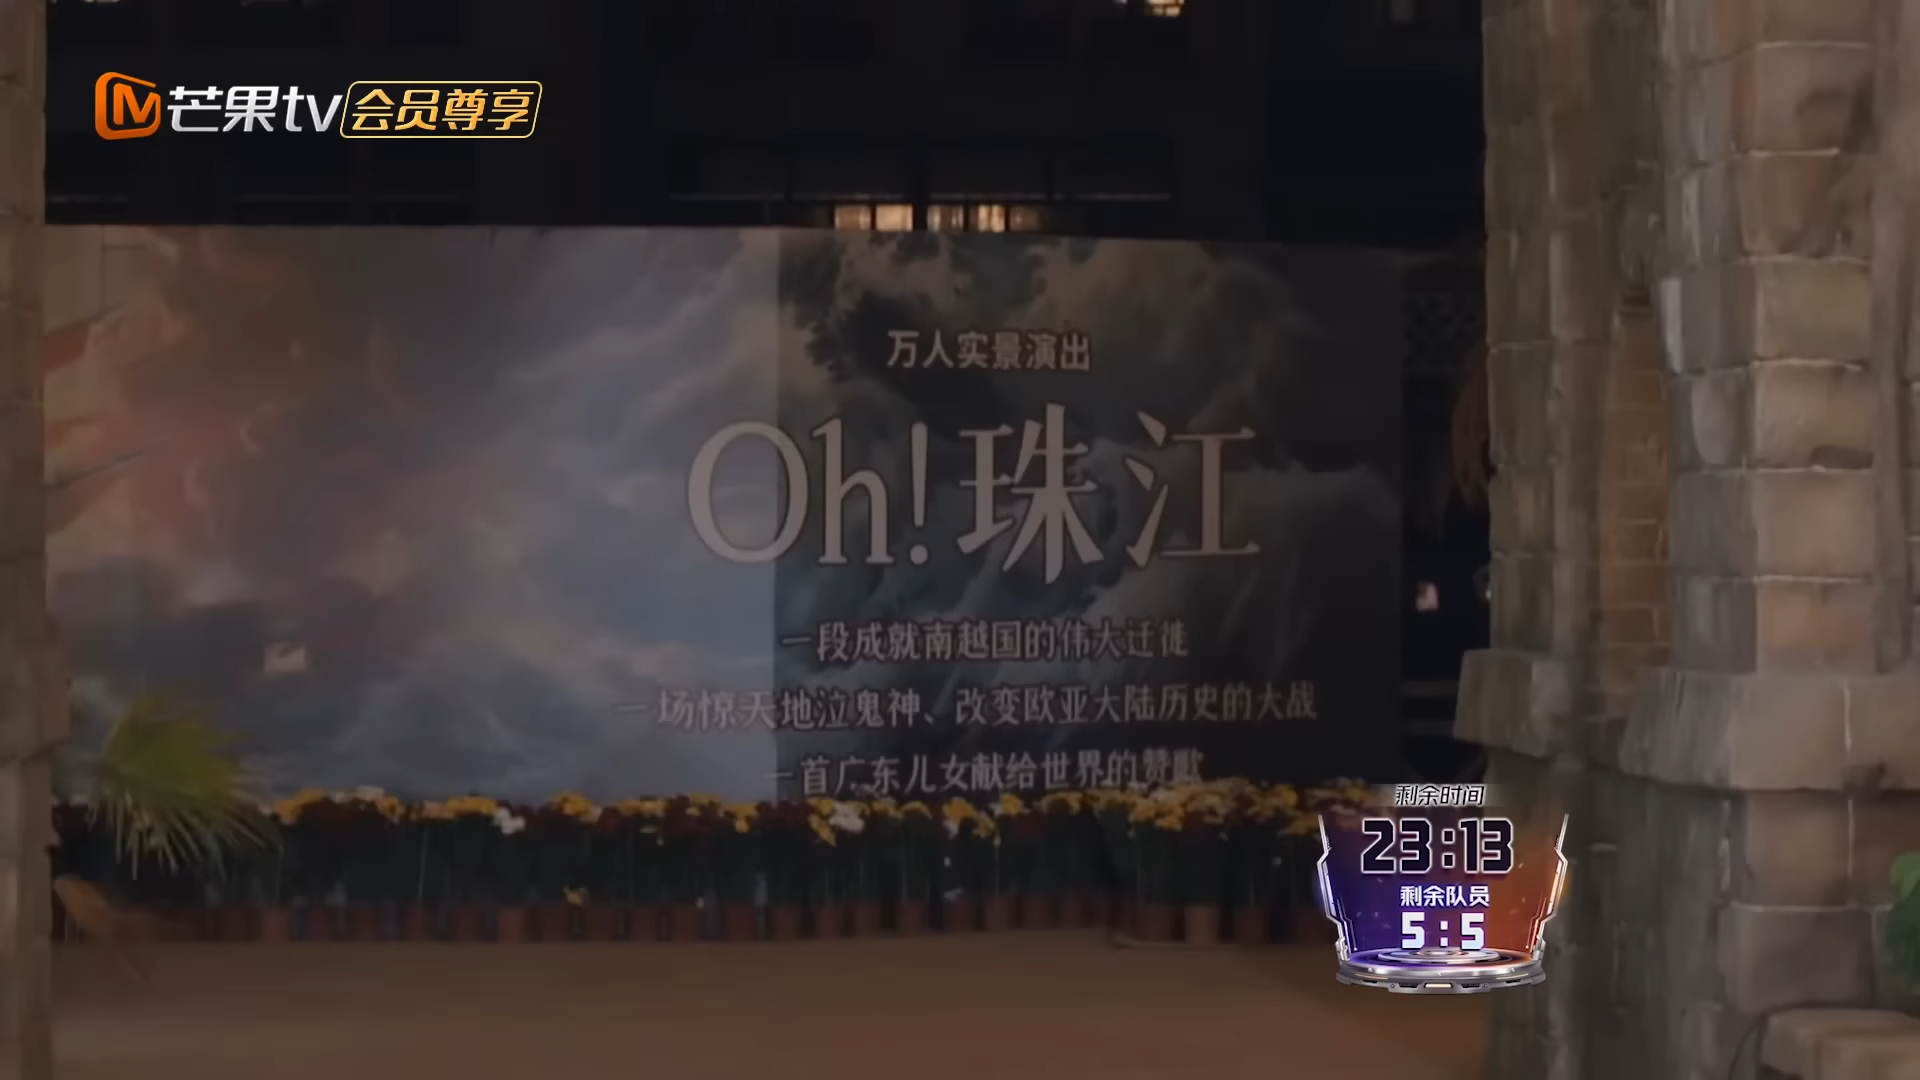 芒果tv会员尊享
万人实景演出
Oh!珠江
一段成就南越国的伟大迁徙
一场惊天地泣鬼神、改变欧亚大陆历史的大战
一首广东儿女献给世界的赞歌
剩余时间
23:13
剩余队员
5:5